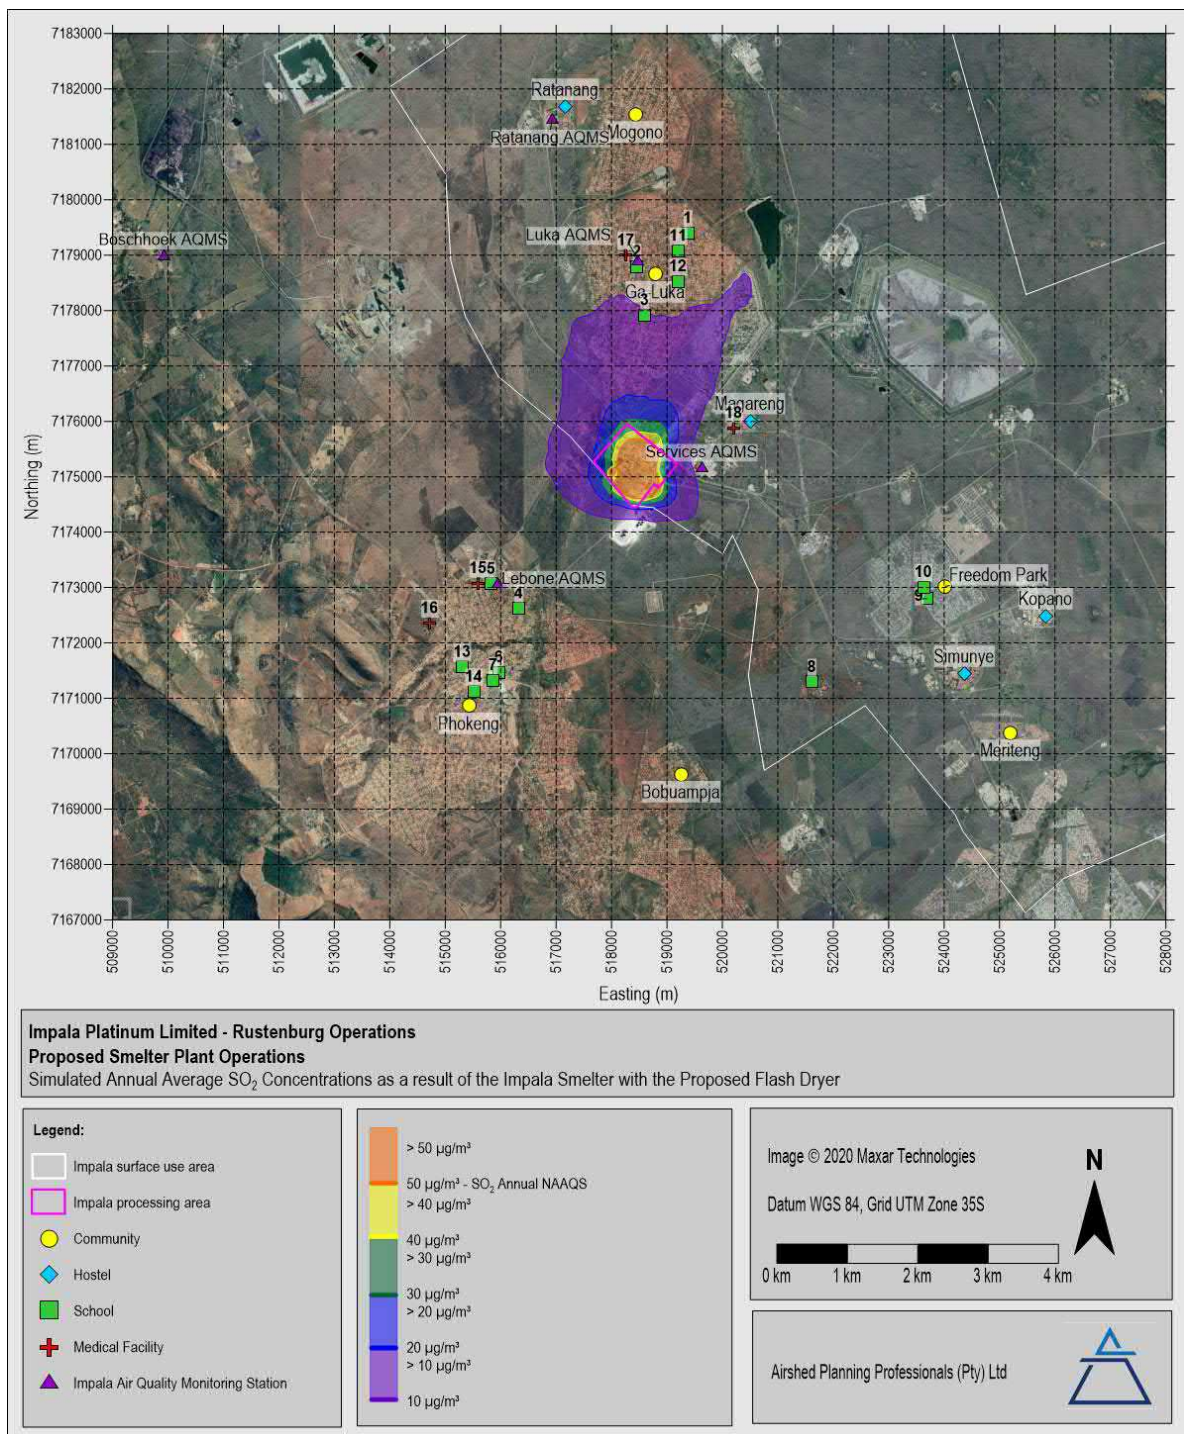 7183000
7182000
7181000
7180000
7179000
7178000
7177000
7176000
7175000
7174000
7173000
7172000
7171000
7170000
7169000
7168000
7167000
Northing (m)
Ratanang
Ratanang AQMS
Mogono
Boschhoek AQMS
Luka AQMS
1
17
11
2
12
Ga-Luka
3
Magareng
18
Services AQMS
155
Lebone AQMS
4
16
10
Freedom Park
9
Kopano
13
6
7
14
8
Simunye
Phokeng
Meriteng
Bobuampja
509000
510000
511000
512000
513000
514000
515000
516000
517000
518000
519000
520000
521000
522000
523000
524000
525000
526000
527000
528000
Easting (m)
Impala Platinum Limited - Rustenburg Operations
Proposed Smelter Plant Operations
Simulated Annual Average SO₂ Concentrations as a result of the Impala Smelter with the Proposed Flash Dryer
Legend:
Impala surface use area
Impala processing area
Community
Hostel
School
Medical Facility
Impala Air Quality Monitoring Station
> 50 µg/m³
50 µg/m³ - SO₂ Annual NAAQS
> 40 µg/m³
40 µg/m³
> 30 µg/m³
30 µg/m³
> 20 µg/m³
20 µg/m³
> 10 µg/m³
10 µg/m³
Image © 2020 Maxar Technologies
Datum WGS 84, Grid UTM Zone 35S
N
0 km 1 km 2 km 3 km 4 km
Airshed Planning Professionals (Pty) Ltd